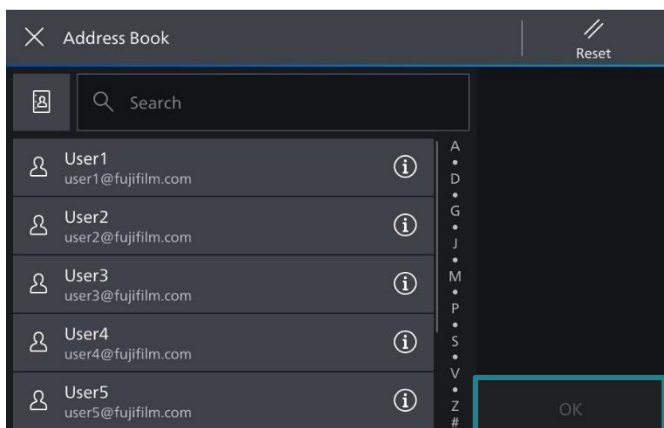 Address Book
Reset
Search
User1
user1@fujifilm.com
User2
user2@fujifilm.com
User3
user3@fujifilm.com
User4
user4@fujifilm.com
User5
user5@fujifilm.com
A
D
G
J
M
P
S
V
Z
#
OK